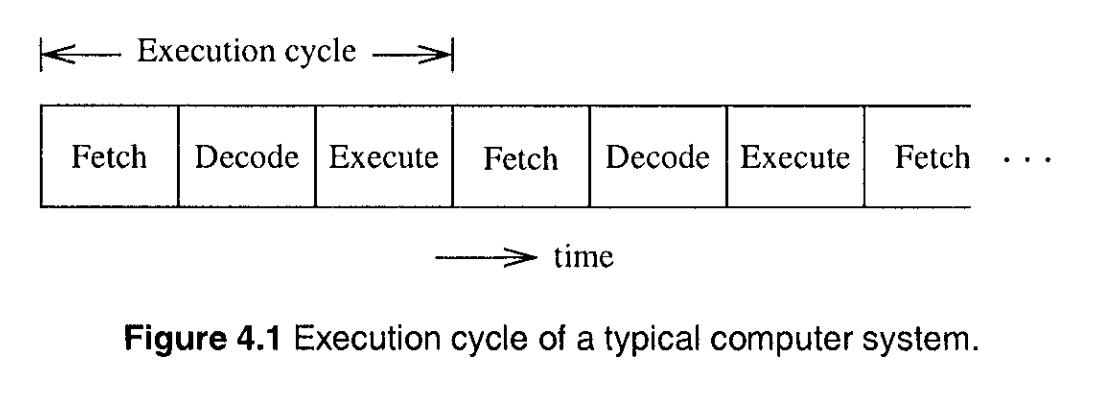 Execution cycle
Fetch Decode Execute Fetch Decode Execute Fetch . . .
time
Figure 4.1 Execution cycle of a typical computer system.